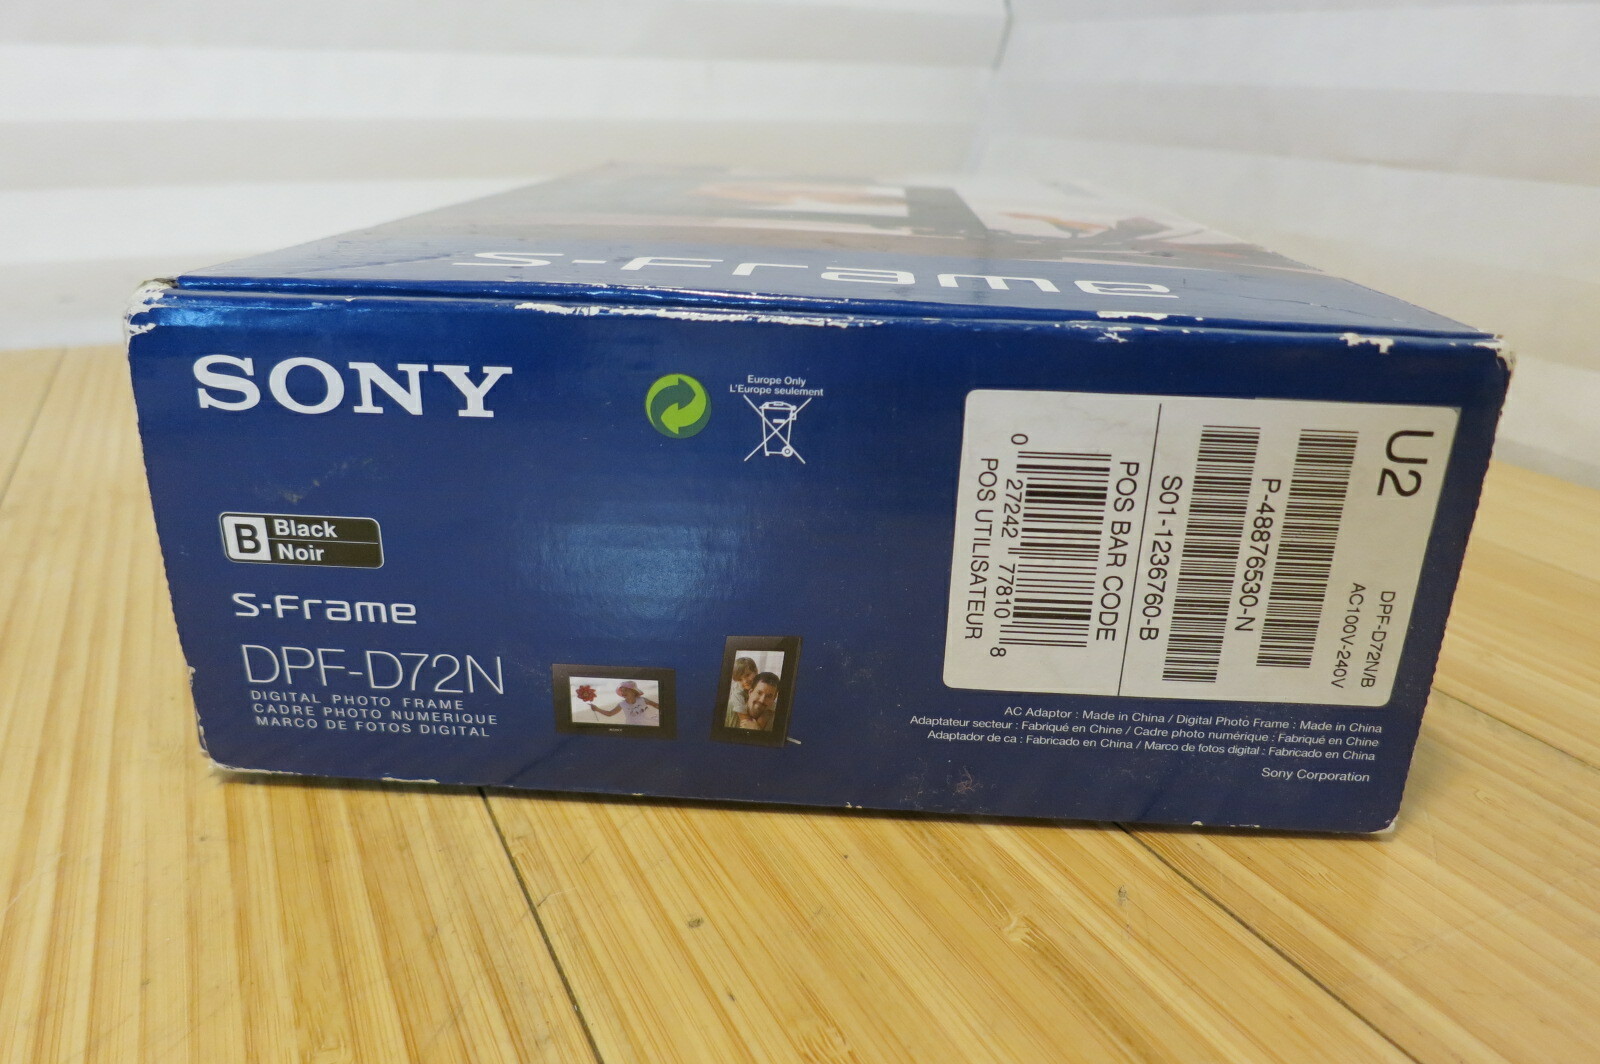 S-Frame
SONY
Europe Only
L'Europe seulement
B Black
Noir
S-Frame
DPF-D72N
DIGITAL PHOTO FRAME
CADRE PHOTO NUMERIQUE
MARCO DE FOTOS DIGITAL
SONY
U2
DPF-D72N/B
AC100V-240V
P-48876530-N
S01-1236760-B
POS BAR CODE
0 27242 77810 8
POS UTILISATEUR
AC Adaptor : Made in China / Digital Photo Frame : Made in China
Adaptateur secteur : Fabriqué en Chine / Cadre photo numérique : Fabriqué en Chine
Adaptador de ca : Fabricado en China / Marco de fotos digital : Fabricado en China
Sony Corporation